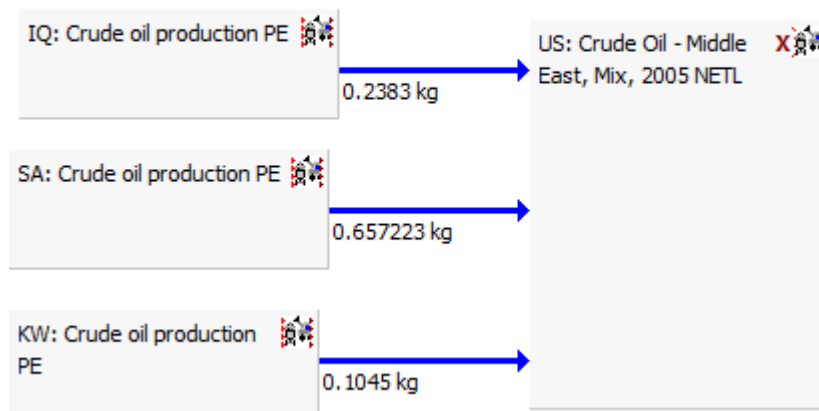 IQ: Crude oil production PE
0.2383 kg
US: Crude Oil - Middle
East, Mix, 2005 NETL
X
SA: Crude oil production PE
0.657223 kg
KW: Crude oil production
PE
0.1045 kg